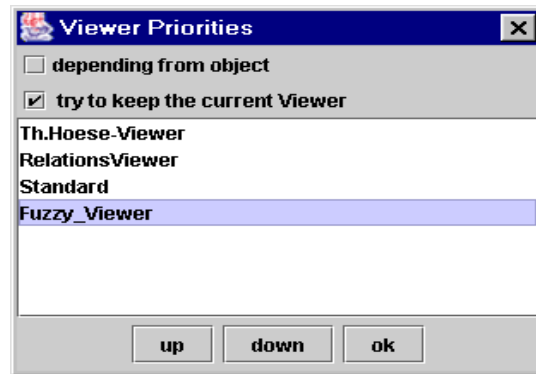 Viewer Priorities
depending from object
try to keep the current Viewer
Th.Hoese-Viewer
RelationsViewer
Standard
Fuzzy_Viewer
up down ok